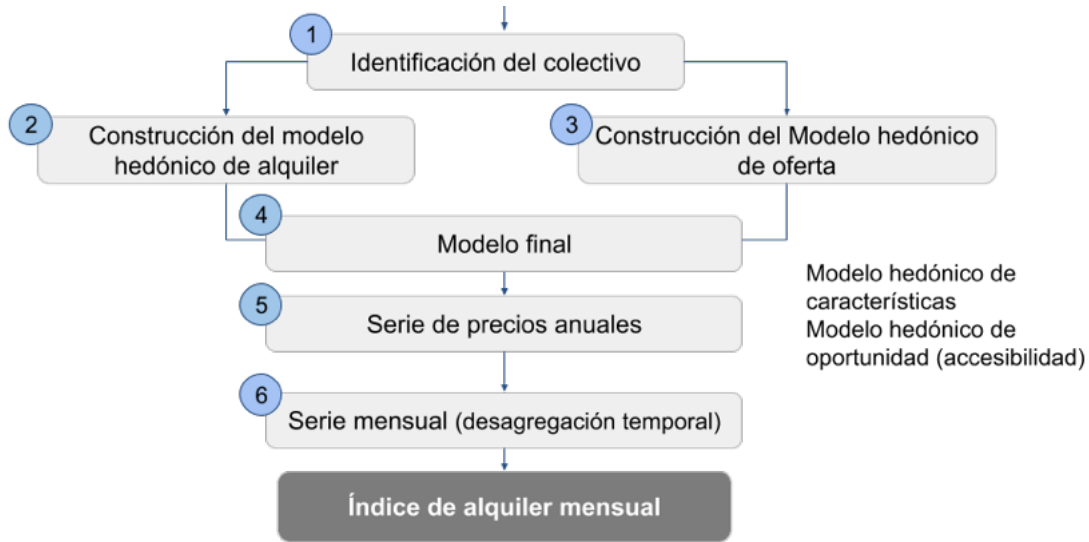 1
Identificación del colectivo
2
Construcción del modelo
hedónico de alquiler
3
Construcción del Modelo hedónico
de oferta
4
Modelo final
Modelo hedónico de
características
Modelo hedónico de
oportunidad (accesibilidad)
5
Serie de precios anuales
6
Serie mensual (desagregación temporal)
Índice de alquiler mensual